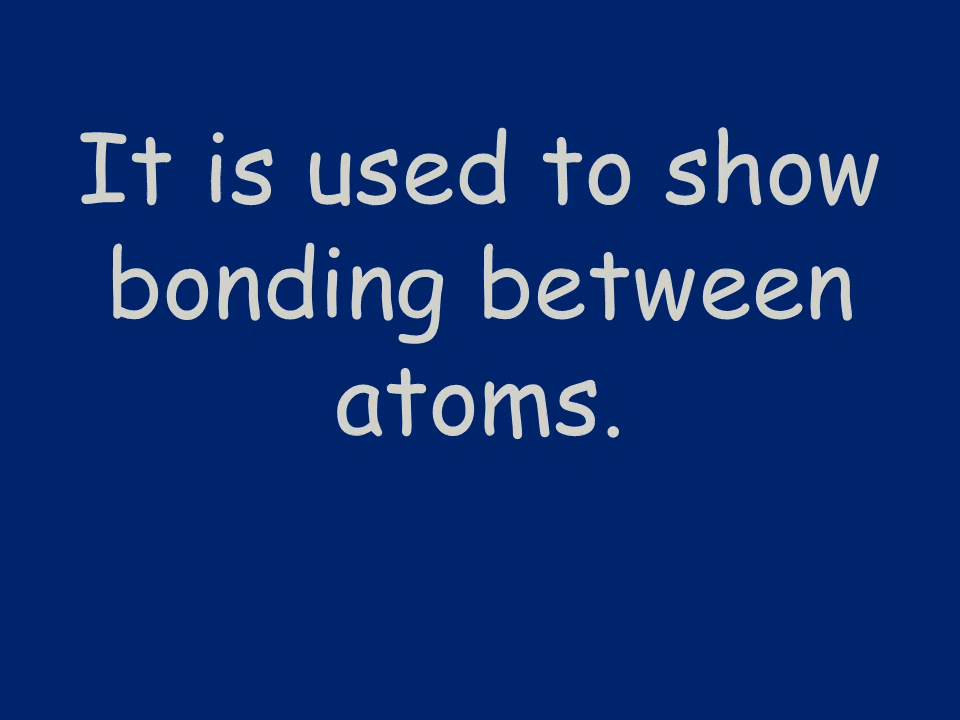 It is used to show
bonding between
atoms.